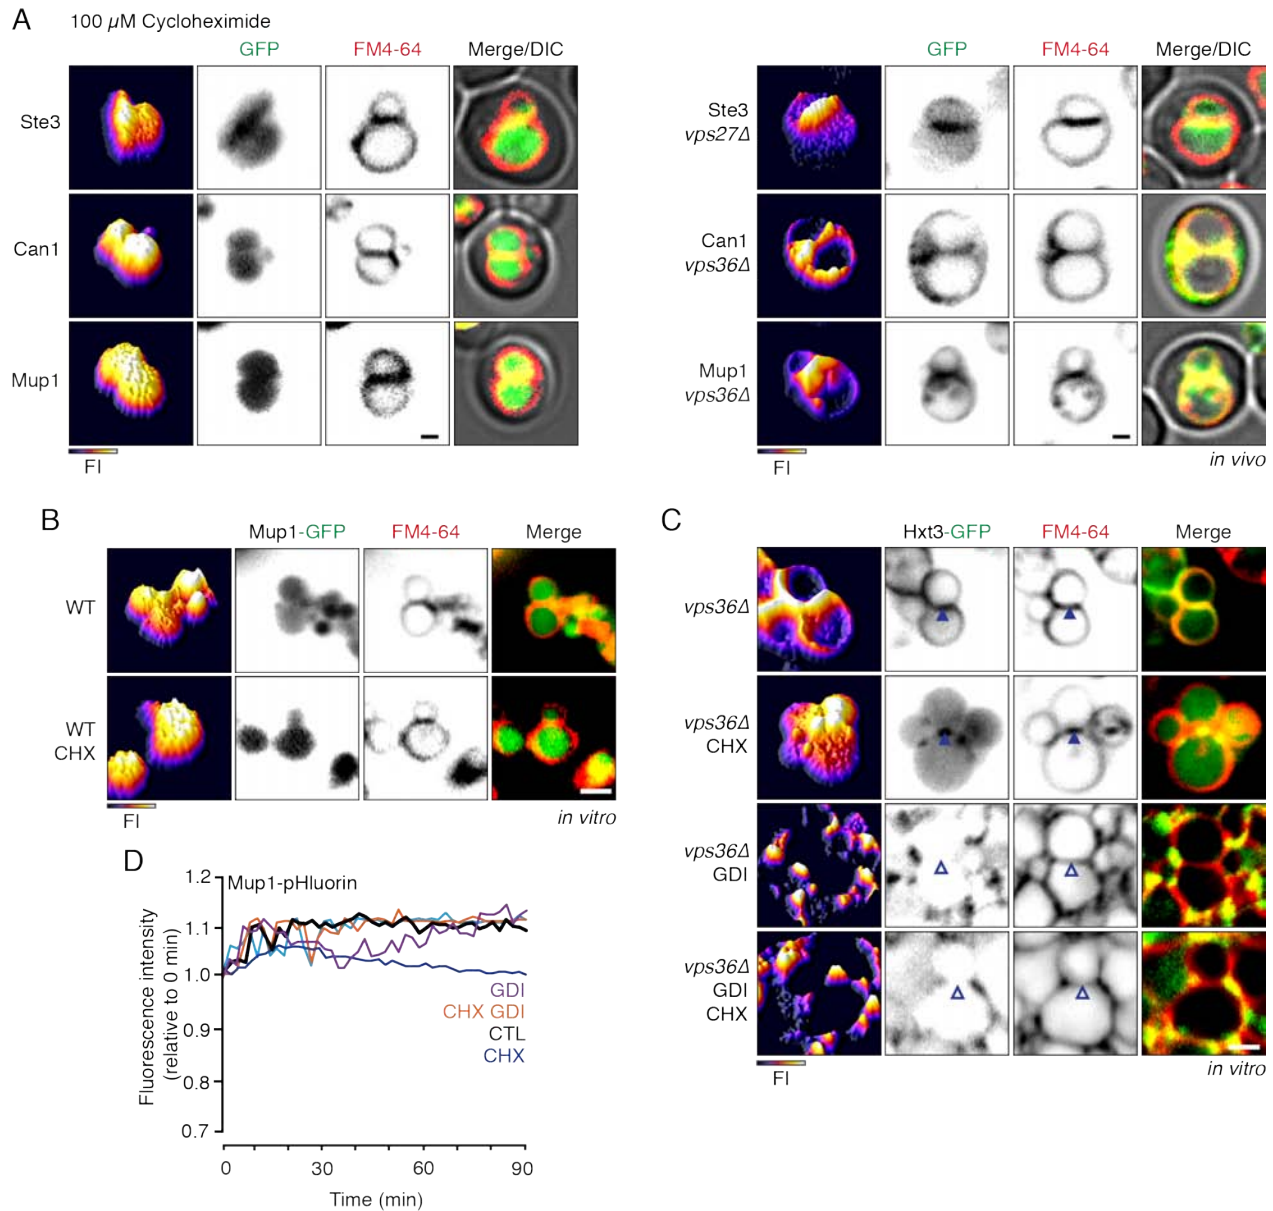 A
100 µM Cycloheximide
GFP FM4-64 Merge/DIC
Ste3
Can1
Mup1
FI
GFP FM4-64 Merge/DIC
Ste3
vps27Δ
Can1
vps36Δ
Mup1
vps36Δ
FI
in vivo
B
Mup1-GFP FM4-64 Merge
WT
WT
CHX
FI
in vitro
C
Hxt3-GFP FM4-64 Merge
vps36Δ
vps36Δ
CHX
vps36Δ
GDI
vps36Δ
GDI
CHX
FI
in vitro
D
Mup1-pHluorin
Fluorescence intensity
(relative to 0 min)
1.2
1.1
1.0
0.9
0.8
0.7
GDI
CHX GDI
CTL
CHX
0 30 60 90
Time (min)